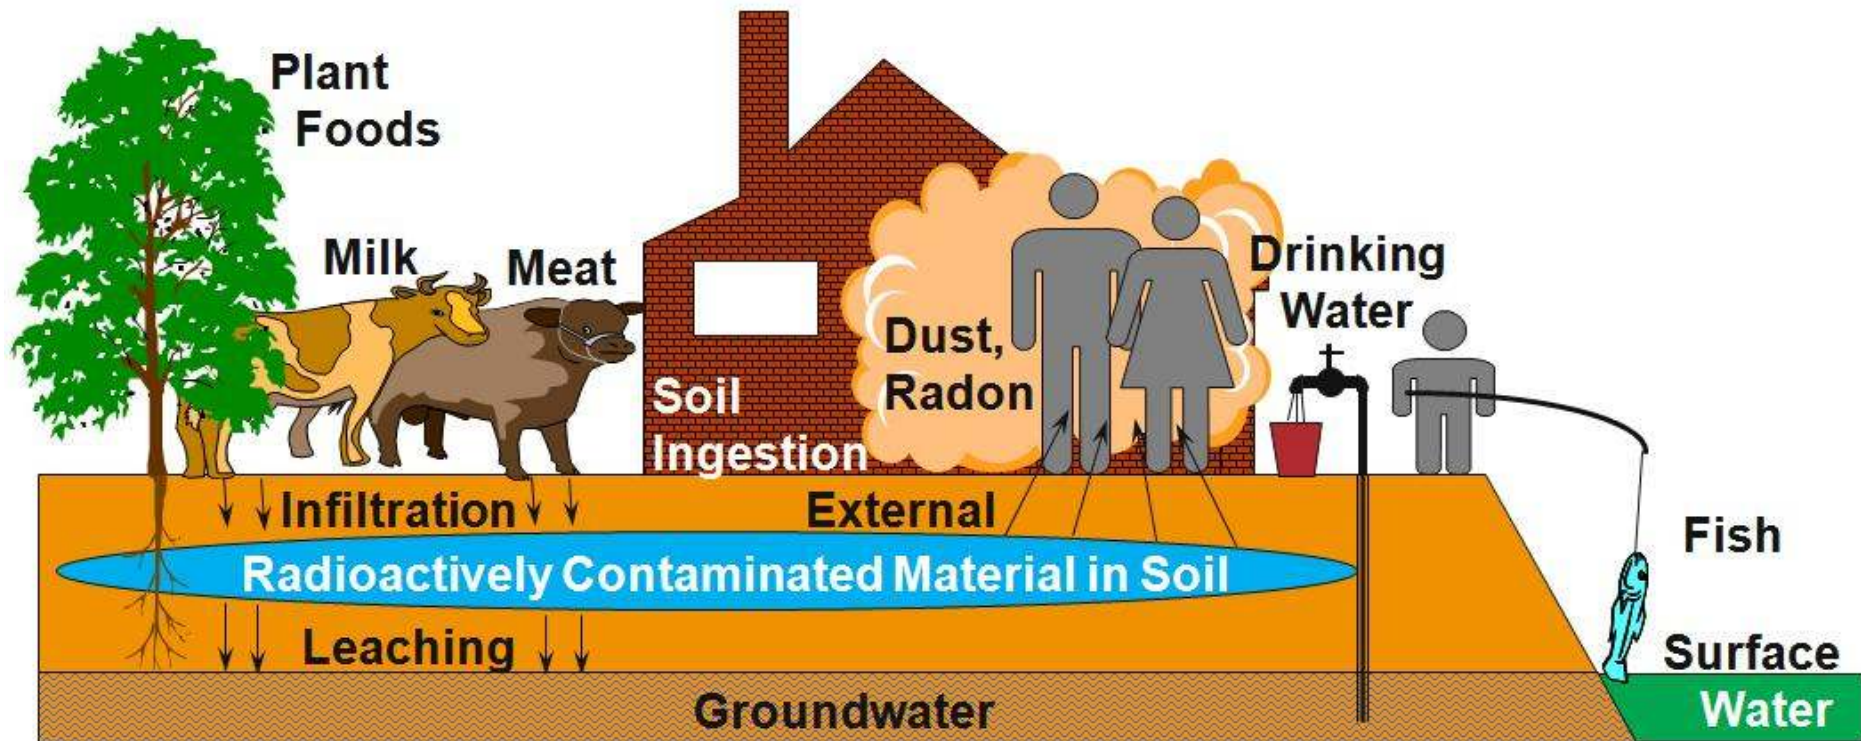 Plant
Foods
Milk
Meat
Drinking
Water
Dust,
Radon
Soil
Ingestion
Infiltration
External
Fish
Radioactively Contaminated Material in Soil
Leaching
Surface
Water
Groundwater